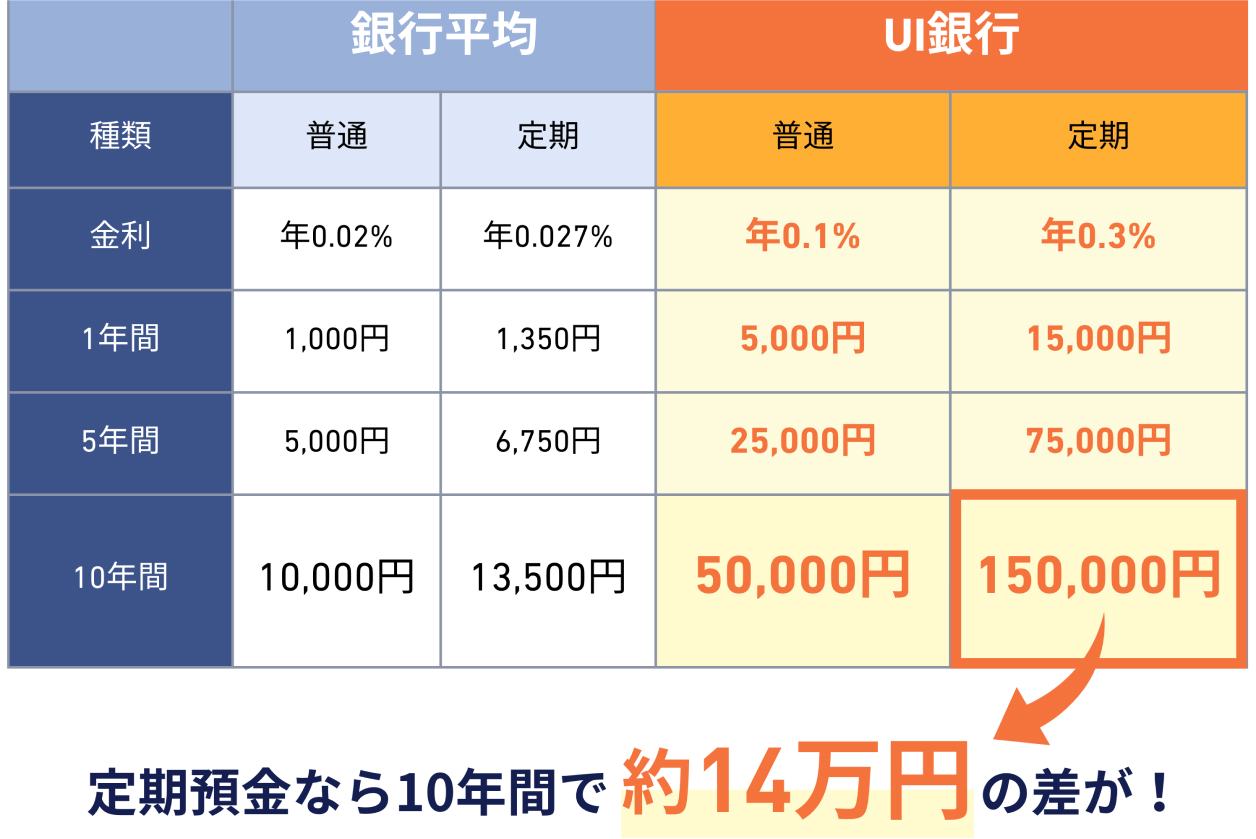 銀行平均 UI銀行
種類 普通 定期 普通 定期
金利 年0.02% 年0.027% 年0.1% 年0.3%
1年間 1,000円 1,350円 5,000円 15,000円
5年間 5,000円 6,750円 25,000円 75,000円
10年間 10,000円 13,500円 50,000円 150,000円
定期預金なら10年間で約14万円の差が！